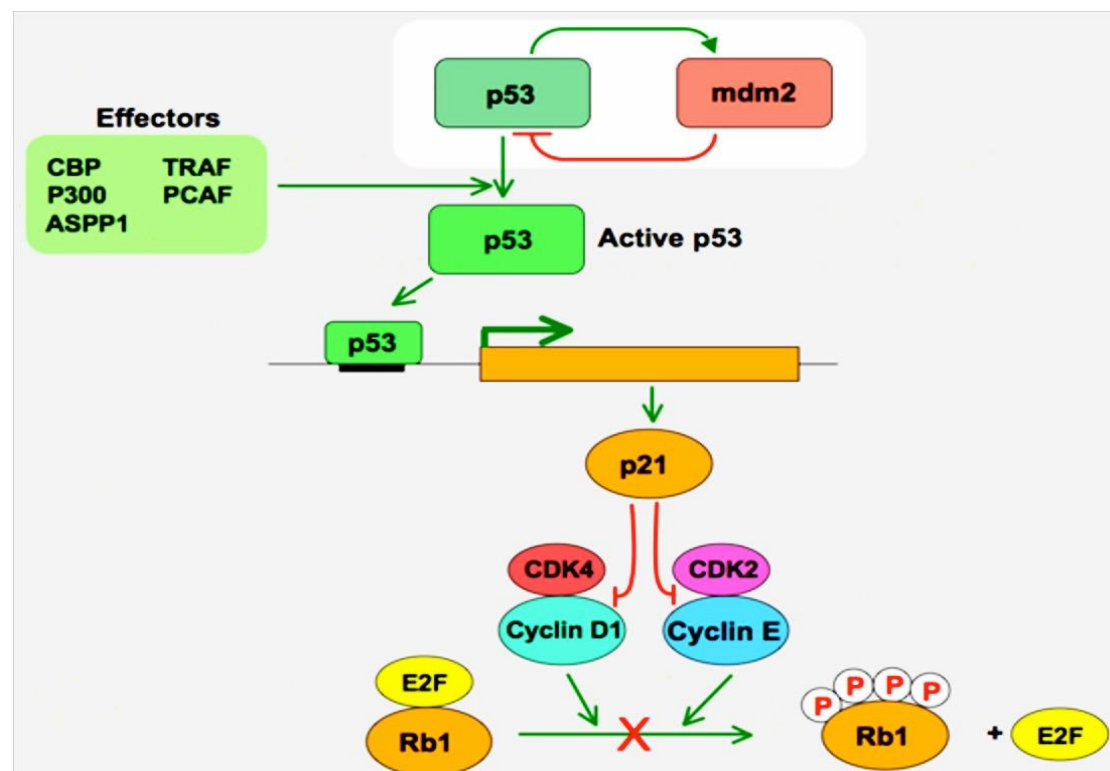 p53
mdm2
Effectors
CBP TRAF
P300 PCAF
ASPP1
p53
Active p53
p53
p21
CDK4
CDK2
Cyclin D1
Cyclin E
E2F
Rb1
X
P P P P
Rb1
+
E2F